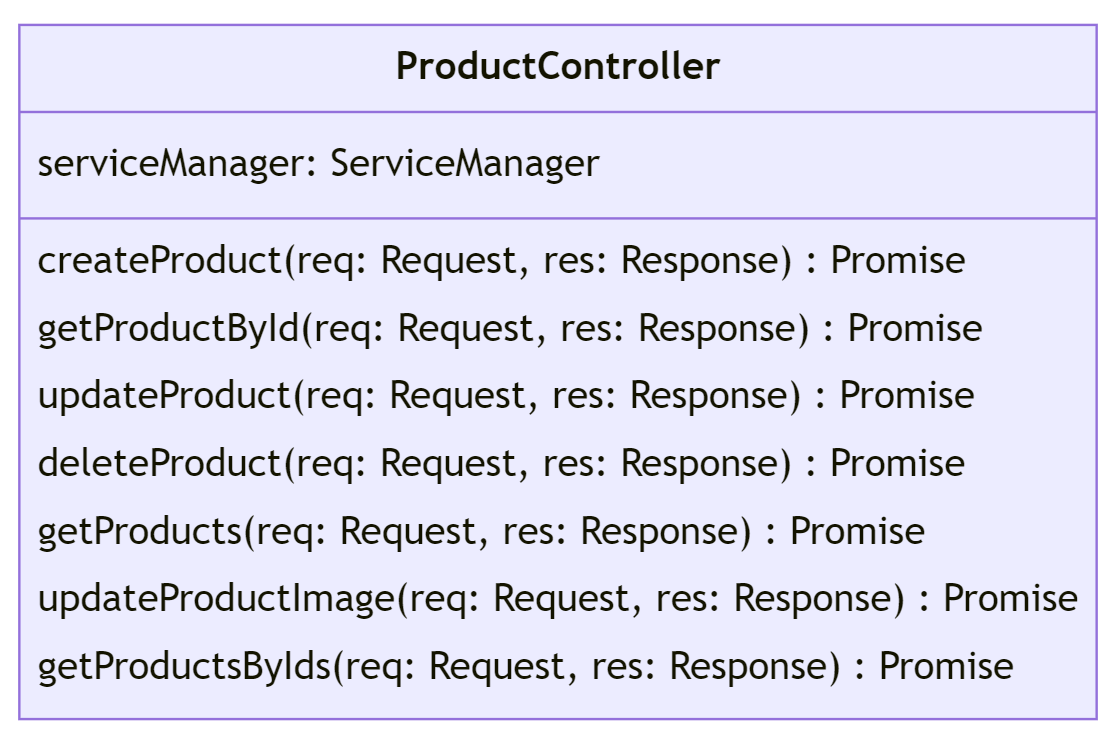 ProductController
serviceManager: ServiceManager
createProduct(req: Request, res: Response) : Promise
getProductById(req: Request, res: Response) : Promise
updateProduct(req: Request, res: Response) : Promise
deleteProduct(req: Request, res: Response) : Promise
getProducts(req: Request, res: Response) : Promise
updateProductImage(req: Request, res: Response) : Promise
getProductsByIds(req: Request, res: Response) : Promise